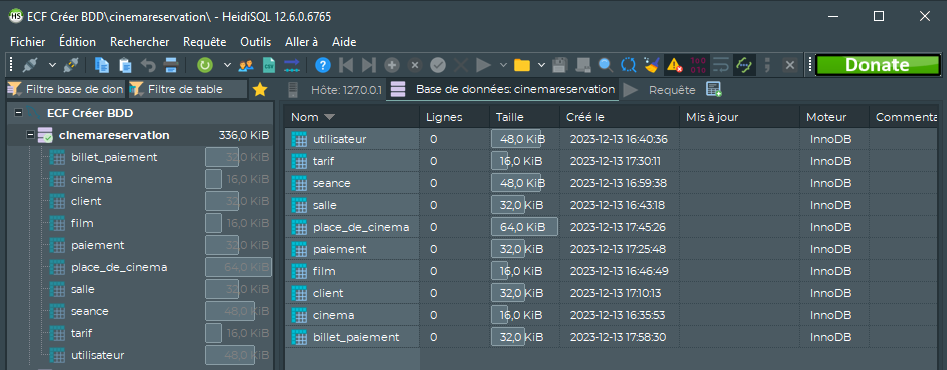 HS ECF Créer BDD\cinemareservation\ - HeidiSQL 12.6.0.6765
Fichier Édition Rechercher Requête Outils Aller à Aide
Donate
Filtre base de don Filtre de table Hôte: 127.0.0.1 Base de données: cinemareservation Requête
ECF Créer BDD
cinemareservation 336,0 KiB
billet_paiement 32,0 KiB
cinema 16,0 KiB
client 32,0 KiB
film 16,0 KiB
paiement 32,0 KiB
place_de_cinema 64,0 KiB
salle 32,0 KiB
seance 48,0 KiB
tarif 16,0 KiB
utilisateur 48,0 KiB
Nom Lignes Taille Créé le Mis à jour Moteur Commenta
utilisateur 0 48,0 KiB 2023-12-13 16:40:36 InnoDB
tarif 0 16,0 KiB 2023-12-13 17:30:11 InnoDB
seance 0 48,0 KiB 2023-12-13 16:59:38 InnoDB
salle 0 32,0 KiB 2023-12-13 16:43:18 InnoDB
place_de_cinema 0 64,0 KiB 2023-12-13 17:45:26 InnoDB
paiement 0 32,0 KiB 2023-12-13 17:25:48 InnoDB
film 0 16,0 KiB 2023-12-13 16:46:49 InnoDB
client 0 32,0 KiB 2023-12-13 17:10:13 InnoDB
cinema 0 16,0 KiB 2023-12-13 16:35:53 InnoDB
billet_paiement 0 32,0 KiB 2023-12-13 17:58:30 InnoDB